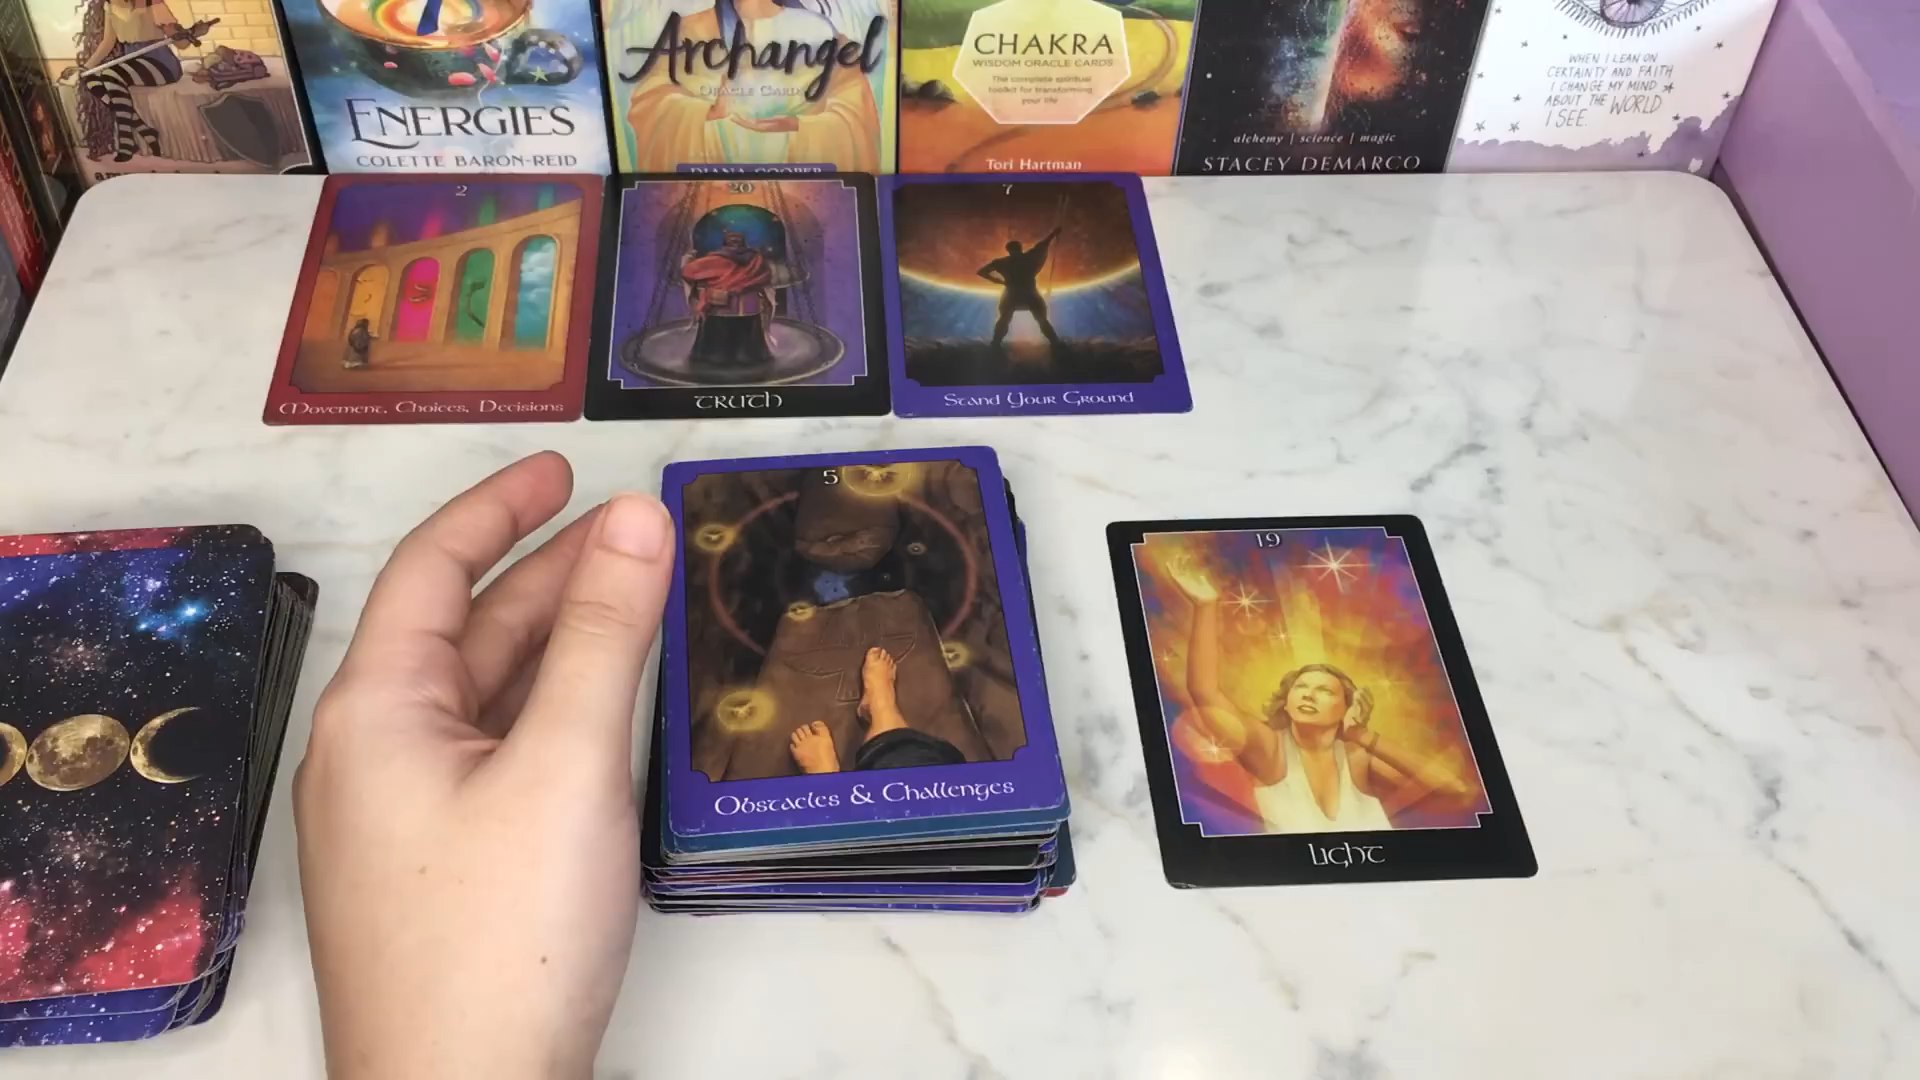 ENERGIES
COLETTE BARON-REID
Archangel
ORACLE CARDS
DIANA COOPER
CHAKRA
WISDOM ORACLE CARDS
The complete spiritual
toolkit for transforming
your life
Tori Hartman
alchemy | science | magic
STACEY DEMARCO
WHEN I LEAN ON
CERTAINTY AND FAITH
I CHANGE MY MIND
ABOUT THE WORLD
I SEE.
2
Movement, Choices, Decisions
20
TRUTH
7
Stand Your Ground
5
Obstacles & Challenges
19
LIGHT